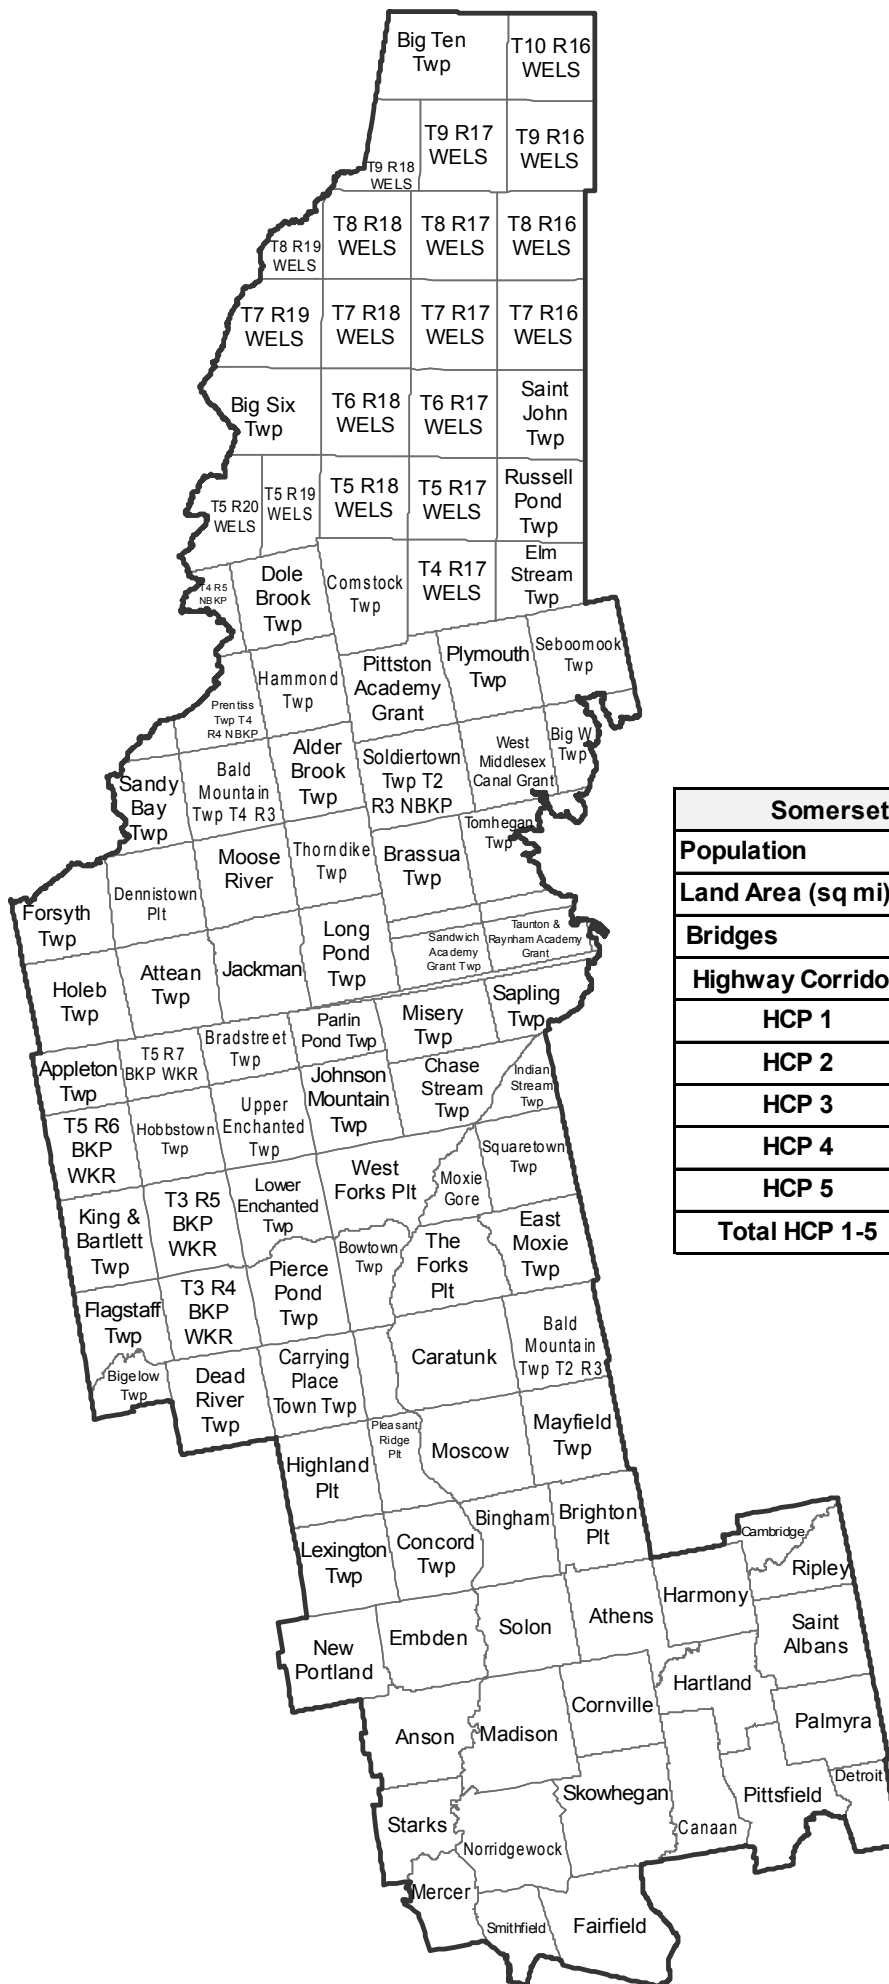 Big Ten
Twp
T10 R16
WELS
T9 R18
WELS
T9 R17
WELS
T9 R16
WELS
T8 R19
WELS
T8 R18
WELS
T8 R17
WELS
T8 R16
WELS
T7 R19
WELS
T7 R18
WELS
T7 R17
WELS
T7 R16
WELS
Big Six
Twp
T6 R18
WELS
T6 R17
WELS
Saint
John
Twp
T5 R20
WELS
T5 R19
WELS
T5 R18
WELS
T5 R17
WELS
Russell
Pond
Twp
T4 R5
NBKP
Dole
Brook
Twp
Comstock
Twp
T4 R17
WELS
Elm
Stream
Twp
Prentiss
Twp T4
R4 NBKP
Hammond
Twp
Pittston
Academy
Grant
Plymouth
Twp
Seboomook
Twp
Sandy
Bay
Twp
Bald
Mountain
Twp T4 R3
Alder
Brook
Twp
Soldiertown
Twp T2
R3 NBKP
West
Middlesex
Canal Grant
Big W
Twp
Forsyth
Twp
Dennistown
Plt
Moose
River
Thorndike
Twp
Brassua
Twp
Tomhegan
Twp
Holeb
Twp
Attean
Twp
Jackman
Long
Pond
Twp
Sandwich
Academy
Grant Twp
Taunton &
Raynham Academy
Grant
Appleton
Twp
T5 R7
BKP WKR
Bradstreet
Twp
Parlin
Pond Twp
Misery
Twp
Sapling
Twp
T5 R6
BKP
WKR
Hobbstown
Twp
Upper
Enchanted
Twp
Johnson
Mountain
Twp
Chase
Stream
Twp
Indian
Stream
Twp
King &
Bartlett
Twp
T3 R5
BKP
WKR
Lower
Enchanted
Twp
West
Forks Plt
Moxie
Gore
Squaretown
Twp
Flagstaff
Twp
T3 R4
BKP
WKR
Pierce
Pond
Twp
Bowtown
Twp
The
Forks
Plt
East
Moxie
Twp
Bigelow
Twp
Dead
River
Twp
Carrying
Place
Town Twp
Caratunk
Bald
Mountain
Twp T2 R3
Highland
Plt
Pleasant
Ridge
Plt
Moscow
Mayfield
Twp
Lexington
Twp
Concord
Twp
Bingham
Brighton
Plt
Cambridge
Ripley
New
Portland
Embden
Solon
Athens
Harmony
Saint
Albans
Anson
Madison
Cornville
Hartland
Palmyra
Starks
Norridgewock
Skowhegan
Canaan
Pittsfield
Detroit
Mercer
Smithfield
Fairfield
Somerset
Population
Land Area (sq mi)
Bridges
Highway Corrido
HCP 1
HCP 2
HCP 3
HCP 4
HCP 5
Total HCP 1-5